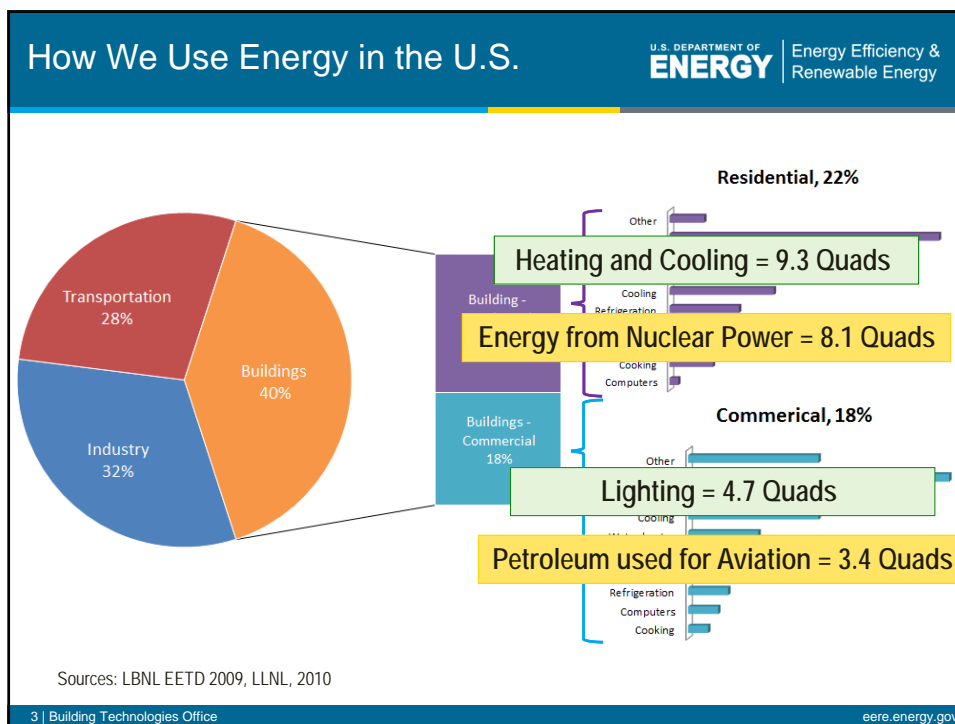 How We Use Energy in the U.S.
U.S. DEPARTMENT OF
ENERGY
Energy Efficiency &
Renewable Energy
Transportation
28%
Buildings
40%
Industry
32%
Building -
Buildings -
Commercial
18%
Residential, 22%
Other
Heating and Cooling = 9.3 Quads
Cooling
Refrigeration
Energy from Nuclear Power = 8.1 Quads
Cooking
Computers
Commerical, 18%
Other
Lighting = 4.7 Quads
Cooling
Petroleum used for Aviation = 3.4 Quads
Refrigeration
Computers
Cooking
Sources: LBNL EETD 2009, LLNL, 2010
3 | Building Technologies Office
eere.energy.gov